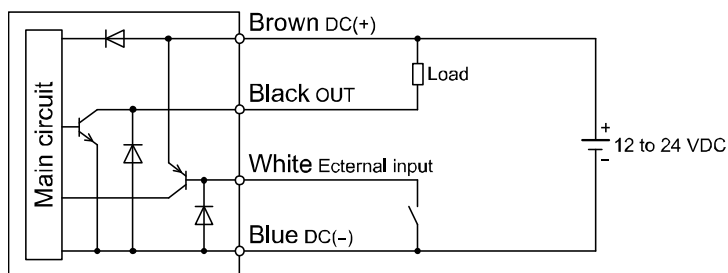 Brown DC(+)
Load
Black OUT
Main circuit
+
12 to 24 VDC
−
White Ecternal input
Blue DC(−)